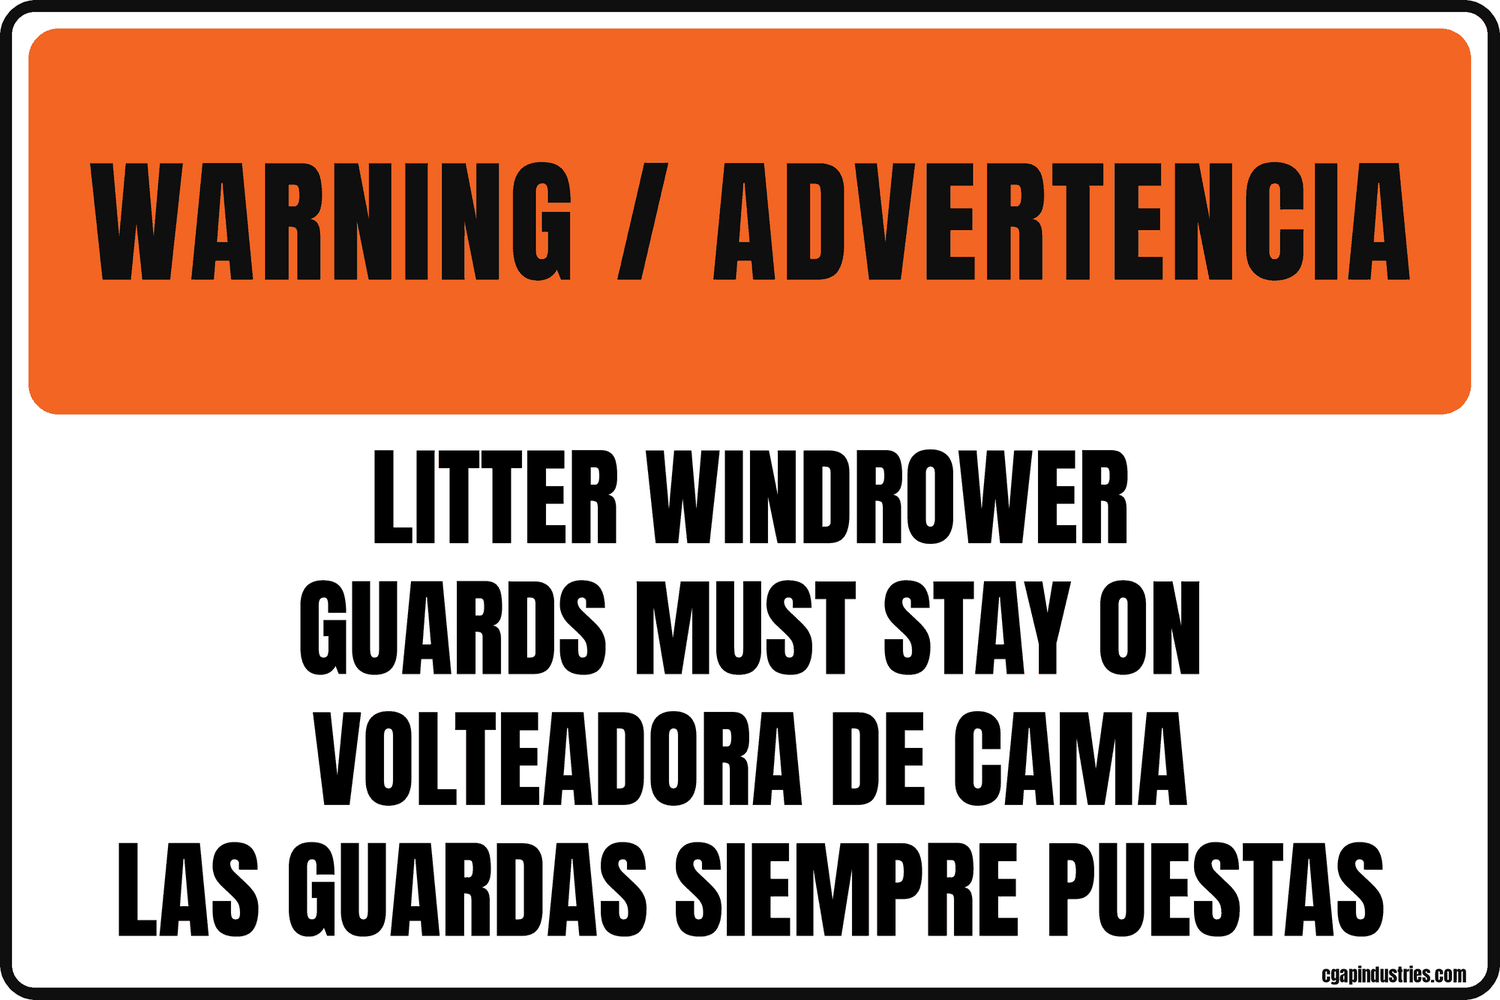 WARNING / ADVERTENCIA
LITTER WINDROWER
GUARDS MUST STAY ON
VOLTEADORA DE CAMA
LAS GUARDAS SIEMPRE PUESTAS
cgapindustries.com